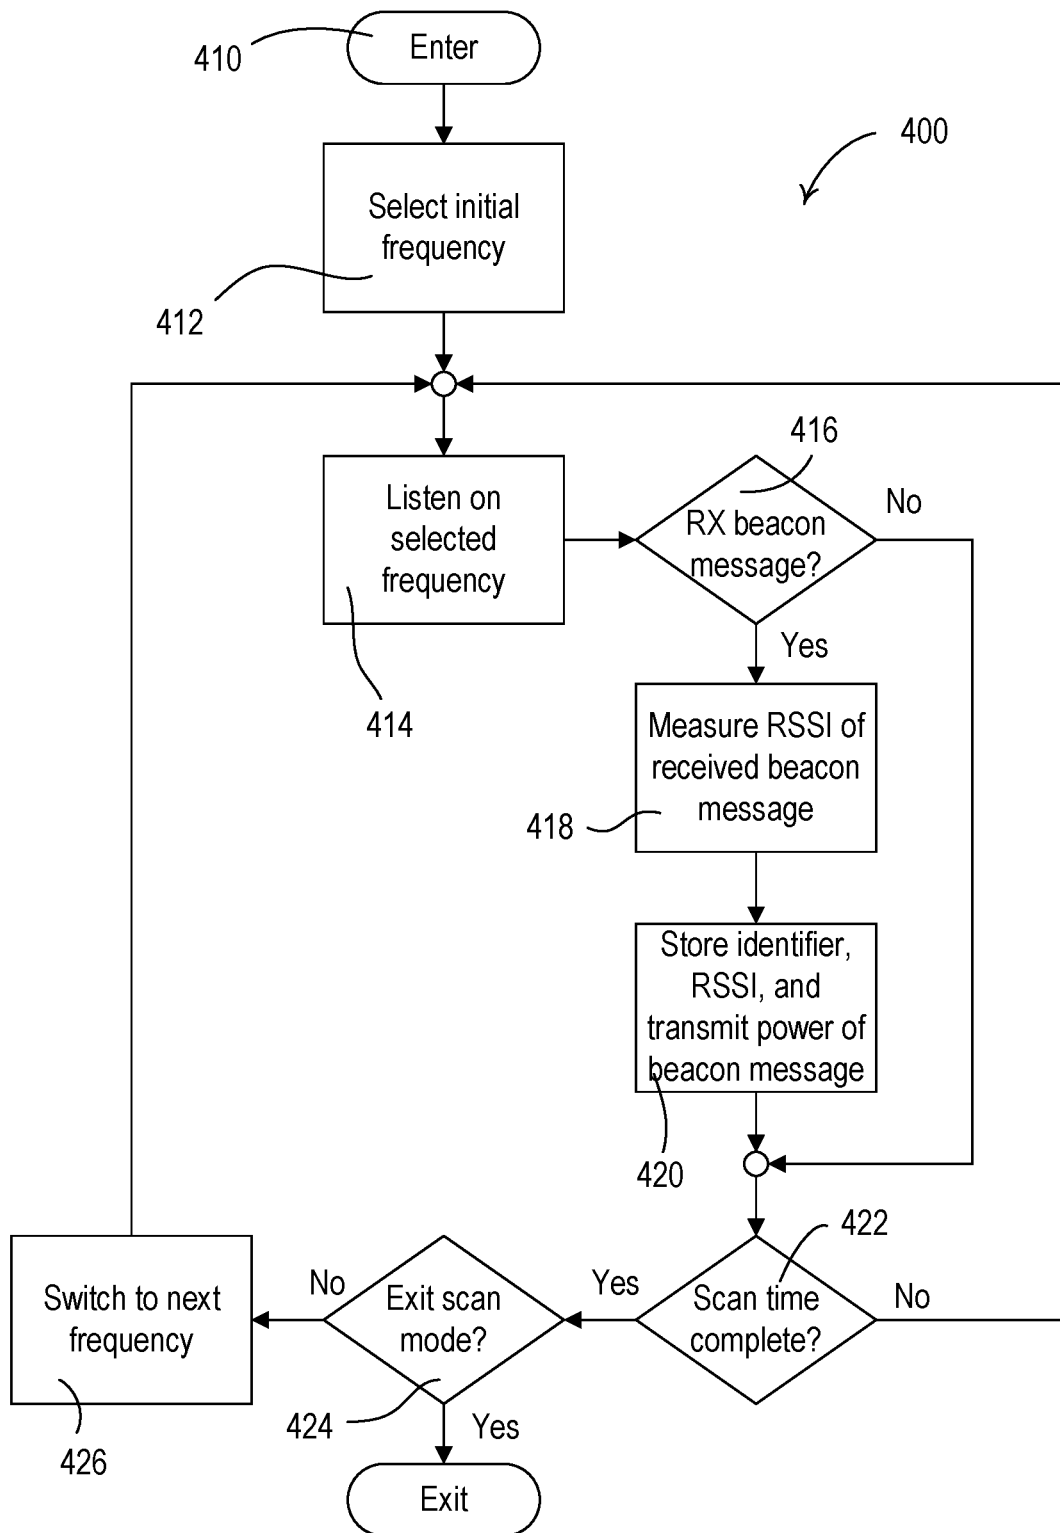 Enter
410
400
Select initial
frequency
412
416
No
Listen on
selected
frequency
RX beacon
message?
Yes
414
Measure RSSI of
received beacon
message
418
Store identifier,
RSSI, and
transmit power of
beacon message
420
422
Switch to next
frequency
No
Exit scan
mode?
Yes
Scan time
complete?
No
424
Yes
426
Exit